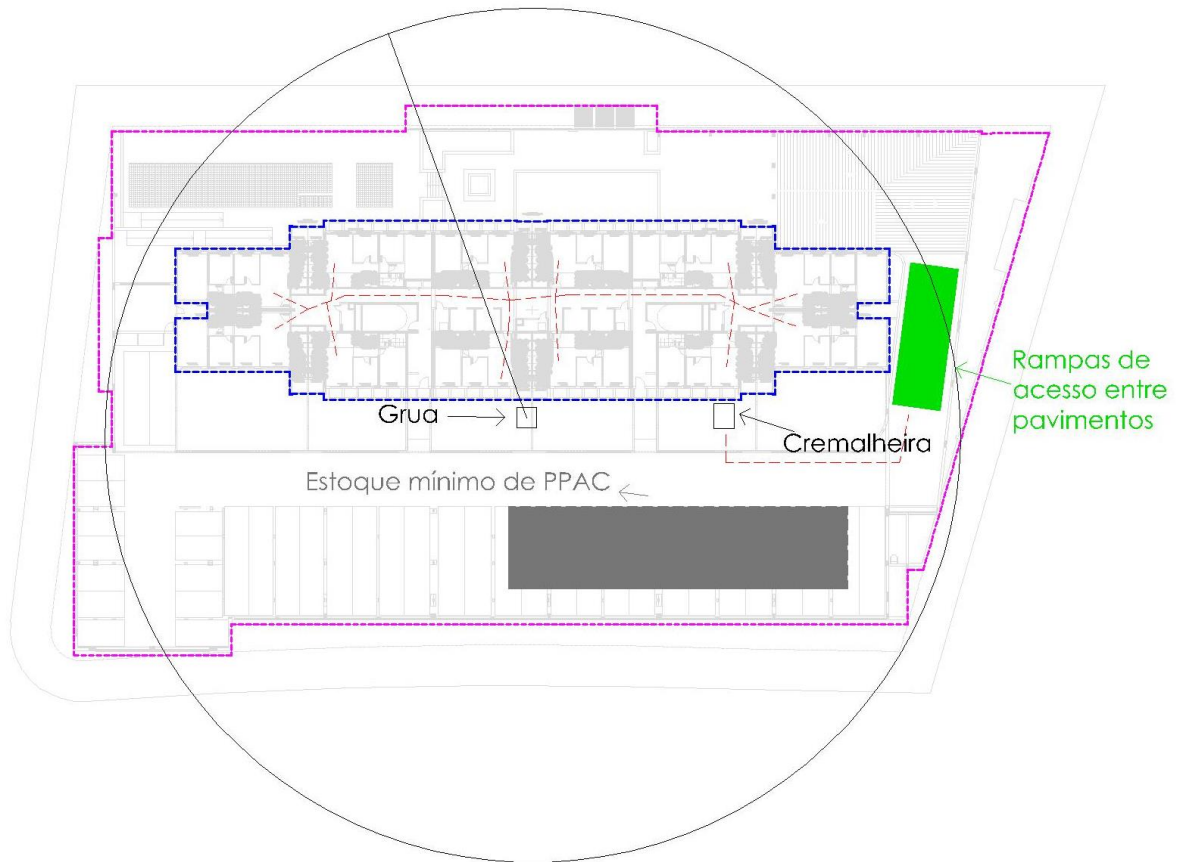 Rampas de
acesso entre
pavimentos
Grua
Cremalheira
Estoque mínimo de PPAC